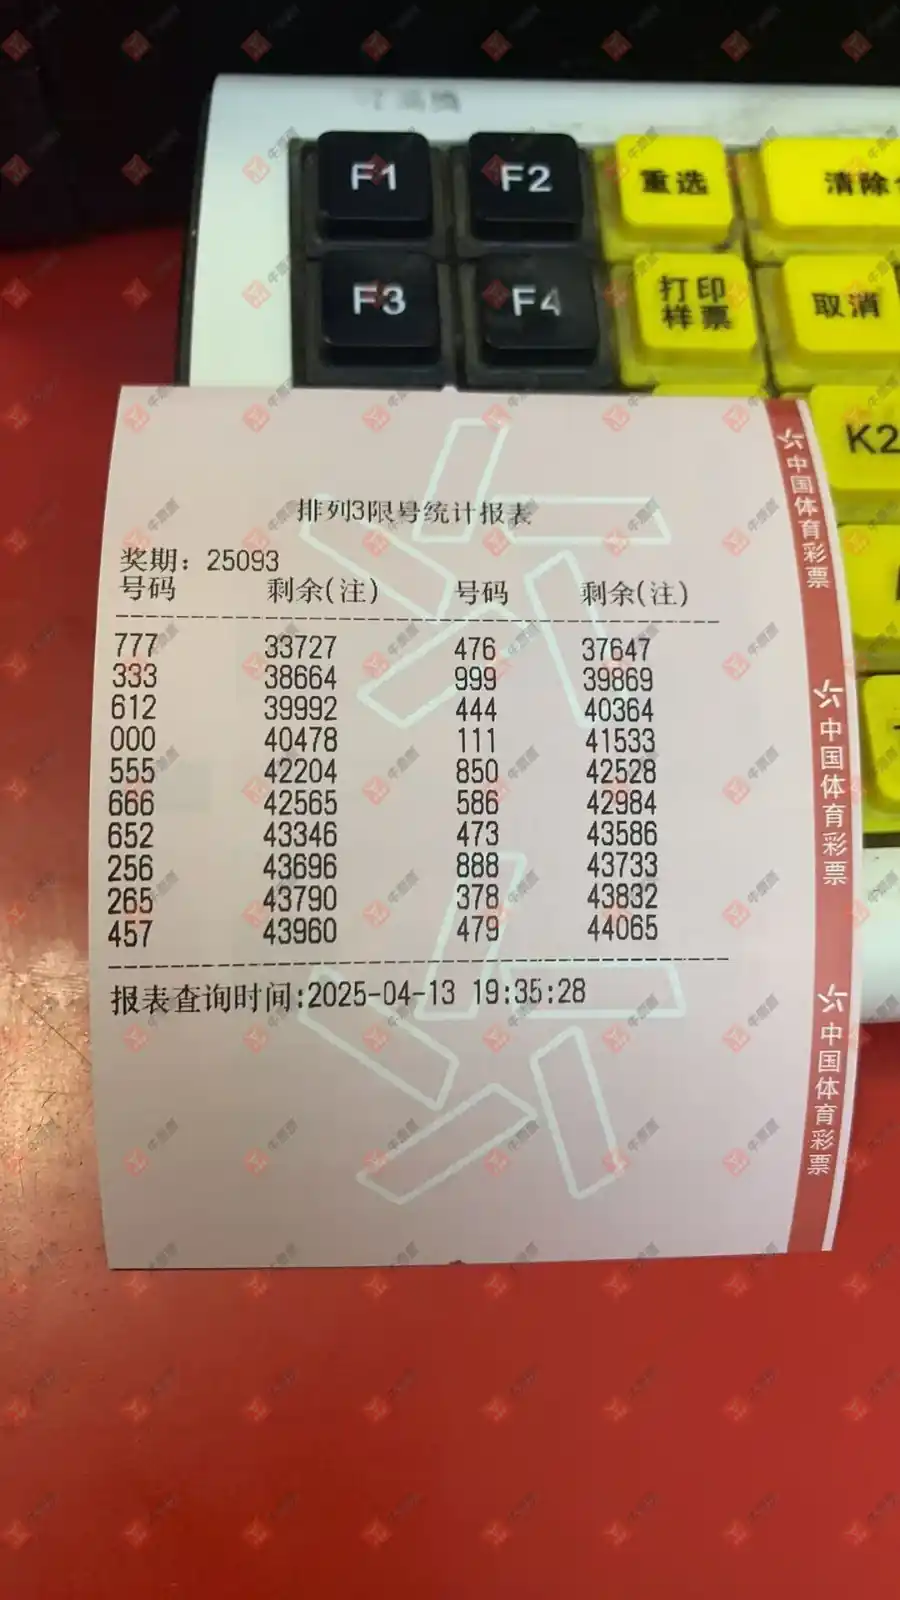 F1
F2
重选
清除
F3
F4
打印
样票
取消
K2
排列3限号统计报表
奖期：25093
号码 剩余(注) 号码 剩余(注)
777 33727 476 37647
333 38664 999 39869
612 39992 444 40364
000 40478 111 41533
555 42204 850 42528
666 42565 586 42984
652 43346 473 43586
256 43696 888 43733
265 43790 378 43832
457 43960 479 44065
报表查询时间:2025-04-13 19:35:28
中国体育彩票
中国体育彩票
中国体育彩票